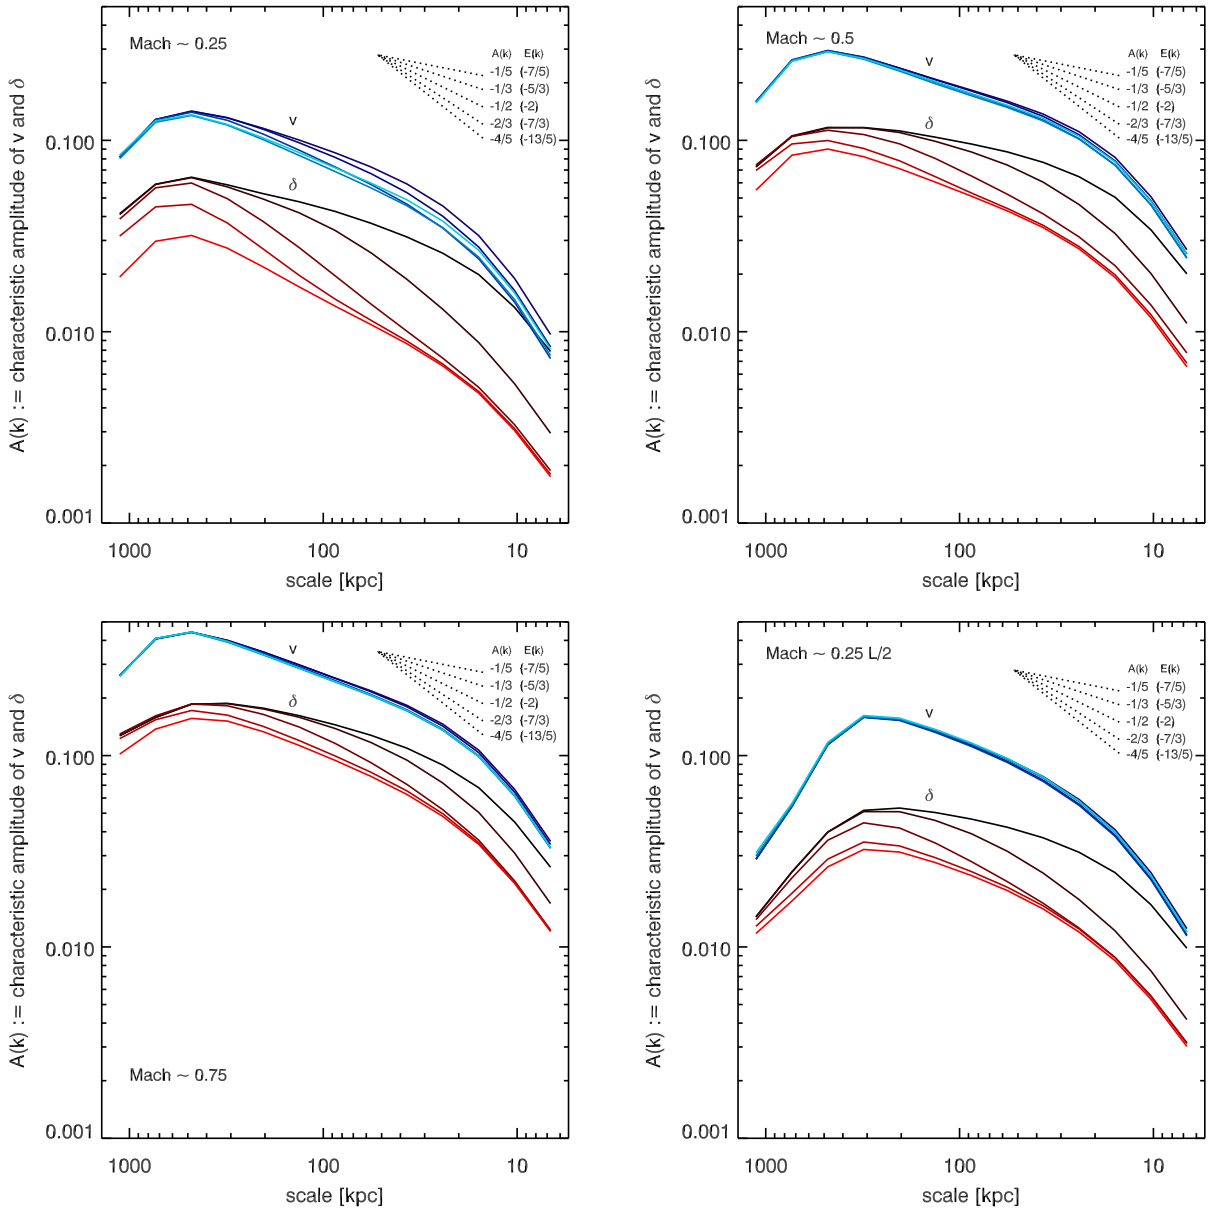 Mach ~ 0.25
A(k) E(k)
-1/5 (-7/5)
-1/3 (-5/3)
-1/2 (-2)
-2/3 (-7/3)
-4/5 (-13/5)
v
δ
0.100
0.010
0.001
1000 100 10
scale [kpc]
A(k) := characteristic amplitude of v and δ
Mach ~ 0.5
A(k) E(k)
-1/5 (-7/5)
-1/3 (-5/3)
-1/2 (-2)
-2/3 (-7/3)
-4/5 (-13/5)
v
δ
0.100
0.010
0.001
1000 100 10
scale [kpc]
A(k) := characteristic amplitude of v and δ
v
A(k) E(k)
-1/5 (-7/5)
-1/3 (-5/3)
-1/2 (-2)
-2/3 (-7/3)
-4/5 (-13/5)
δ
0.100
0.010
Mach ~ 0.75
0.001
1000 100 10
scale [kpc]
A(k) := characteristic amplitude of v and δ
Mach ~ 0.25 L/2
A(k) E(k)
-1/5 (-7/5)
-1/3 (-5/3)
-1/2 (-2)
-2/3 (-7/3)
-4/5 (-13/5)
v
δ
0.100
0.010
0.001
1000 100 10
scale [kpc]
A(k) := characteristic amplitude of v and δ